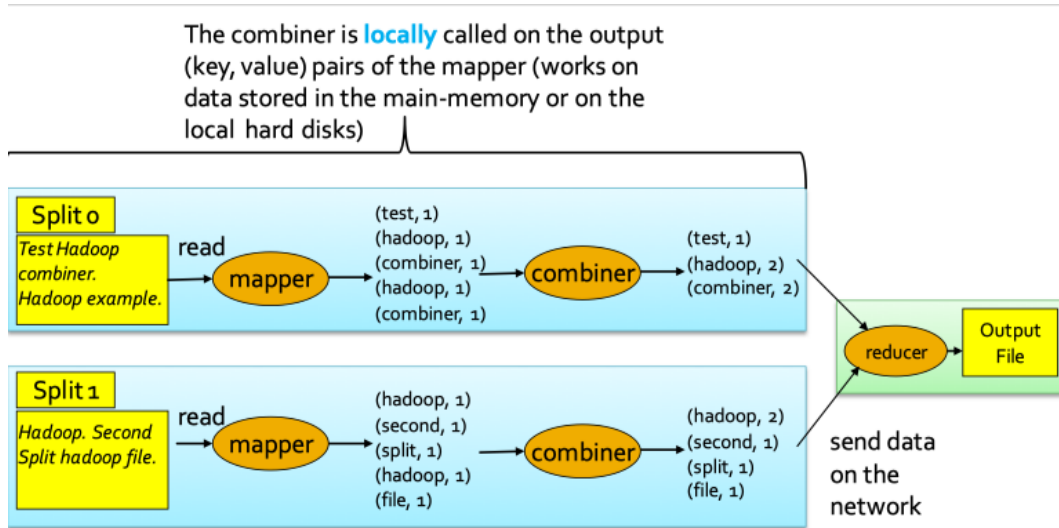 The combiner is locally called on the output
(key, value) pairs of the mapper (works on
data stored in the main-memory or on the
local hard disks)
Split 0
Test Hadoop
combiner.
Hadoop example.
read
mapper
(test, 1)
(hadoop, 1)
(combiner, 1)
(hadoop, 1)
(combiner, 1)
combiner
(test, 1)
(hadoop, 2)
(combiner, 2)
Split 1
Hadoop. Second
Split hadoop file.
read
mapper
(hadoop, 1)
(second, 1)
(split, 1)
(hadoop, 1)
(file, 1)
combiner
(hadoop, 2)
(second, 1)
(split, 1)
(file, 1)
reducer
Output
File
send data
on the
network